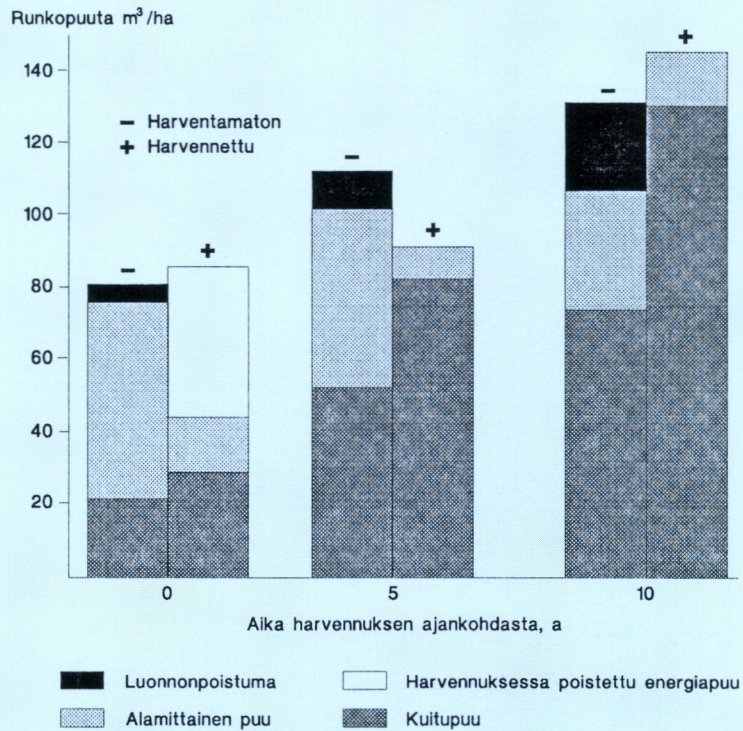 Runkopuuta m³/ha
140
120
100
80
60
40
20
− Harventamaton
+ Harvennettu
− + − + − +
0 5 10
Aika harvennuksen ajankohdasta, a
Luonnonpoistuma
Harvennuksessa poistettu energiapuu
Alamittainen puu
Kuitupuu